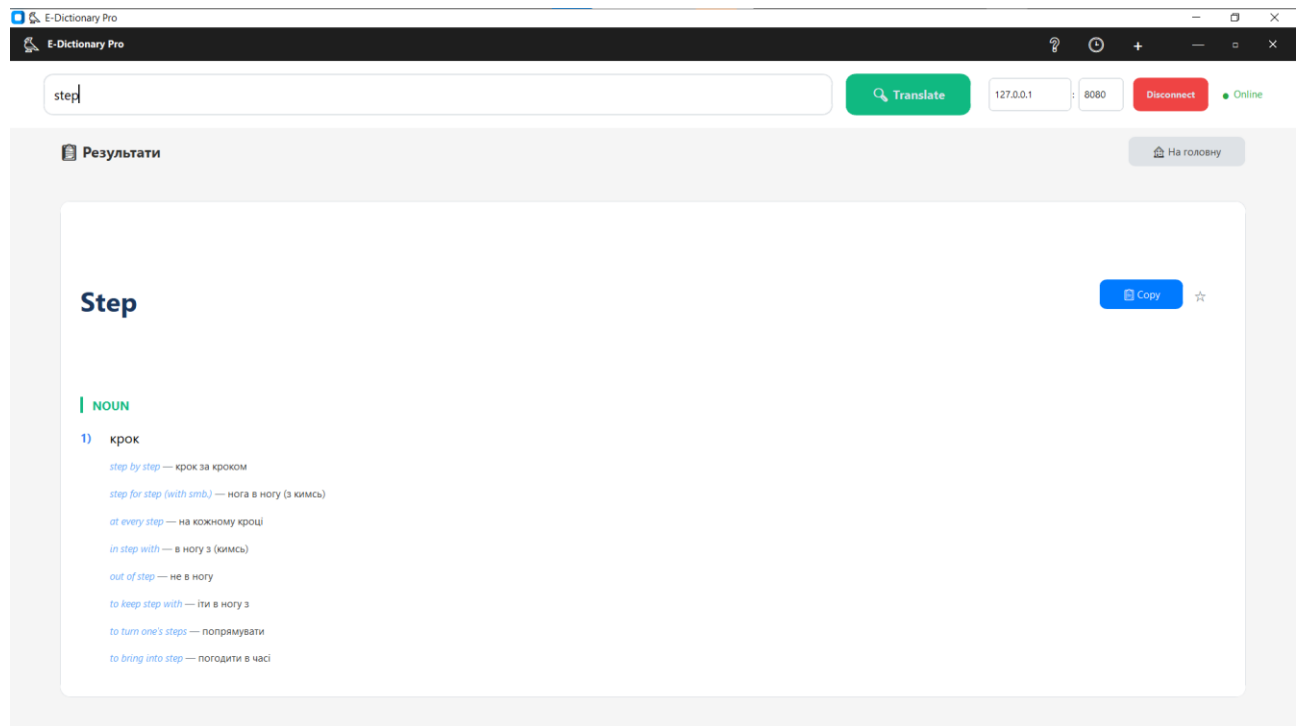 E-Dictionary Pro
E-Dictionary Pro
step Translate 127.0.0.1 : 8080 Disconnect ● Online
Результати На головну
Step Copy
NOUN
1) крок
step by step — крок за кроком
step for step (with smb.) — нога в ногу (з кимсь)
at every step — на кожному кроці
in step with — в ногу з (кимсь)
out of step — не в ногу
to keep step with — іти в ногу з
to turn one's steps — попрямувати
to bring into step — погодити в часі